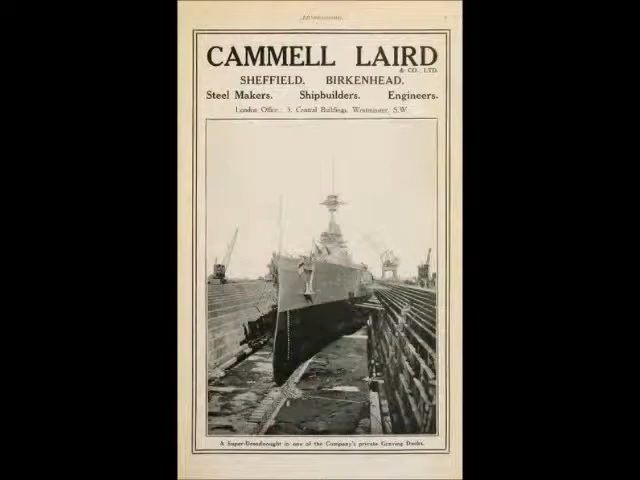 ADVERTISEMENTS.
CAMMELL LAIRD
& CO., LTD.
SHEFFIELD. BIRKENHEAD.
Steel Makers. Shipbuilders. Engineers.
London Office: 3, Central Buildings, Westminster, S.W.
A Super-Dreadnought in one of the Company's private Graving Docks.